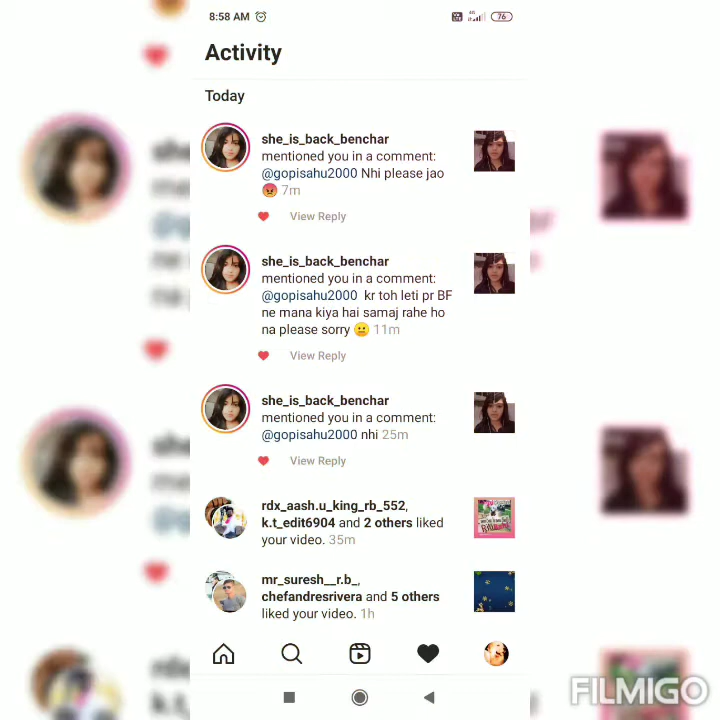 8:58 AM
4G
76
Activity
Today
she_is_back_benchar
mentioned you in a comment:
@gopisahu2000 Nhi please jao
😡 7m
View Reply
she_is_back_benchar
mentioned you in a comment:
@gopisahu2000 kr toh leti pr BF
ne mana kiya hai samaj rahe ho
na please sorry 😐 11m
View Reply
she_is_back_benchar
mentioned you in a comment:
@gopisahu2000 nhi 25m
View Reply
rdx_aash.u_king_rb_552,
k.t_edit6904 and 2 others liked
your video. 35m
mr_suresh__r.b_,
chefandresrivera and 5 others
liked your video. 1h
FILMIGO